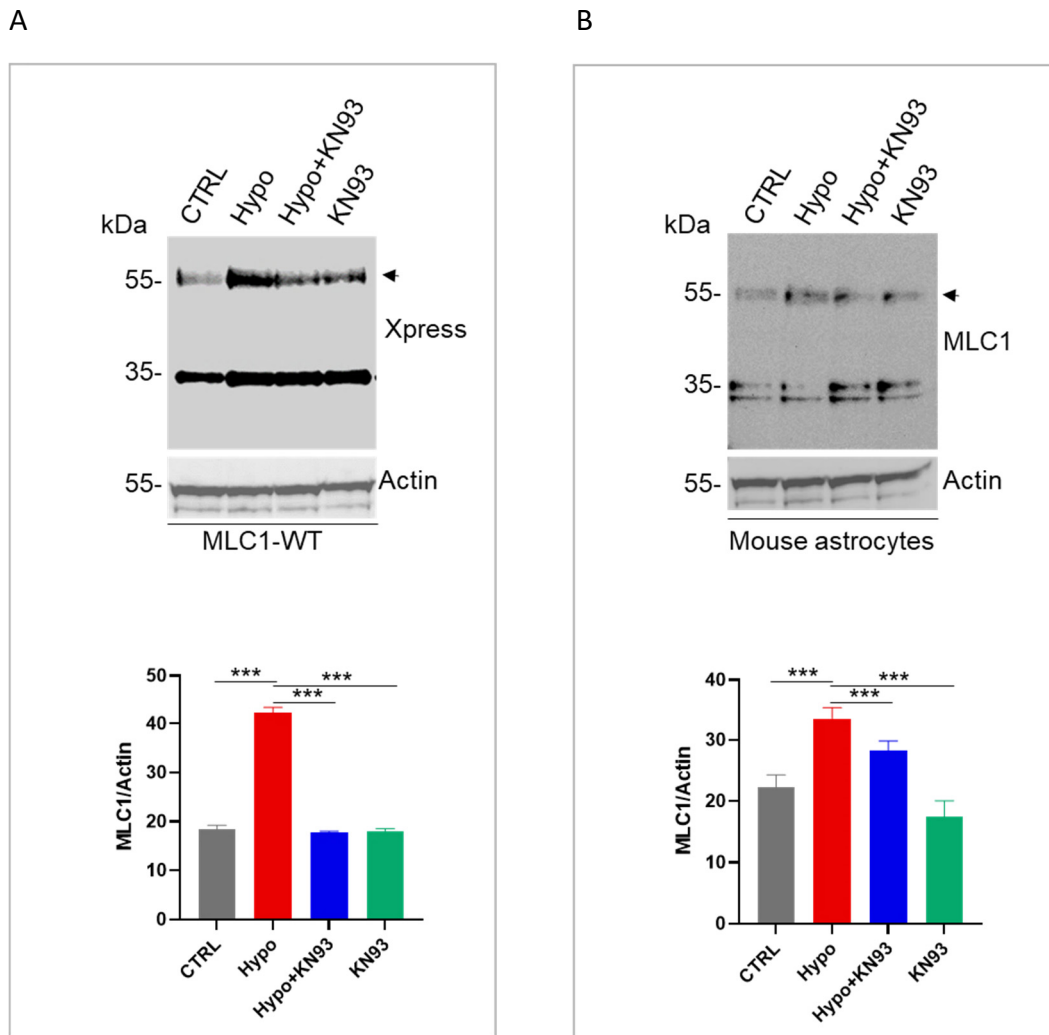 A
CTRL
Hypo
Hypo+KN93
KN93
kDa
55-
Xpress
35-
55-
Actin
MLC1-WT
***
***
***
MLC1/Actin
50
40
30
20
10
0
CTRL
Hypo
Hypo+KN93
KN93
B
CTRL
Hypo
Hypo+KN93
KN93
kDa
55-
MLC1
35-
55-
Actin
Mouse astrocytes
***
***
***
MLC1/Actin
40
30
20
10
0
CTRL
Hypo
Hypo+KN93
KN93